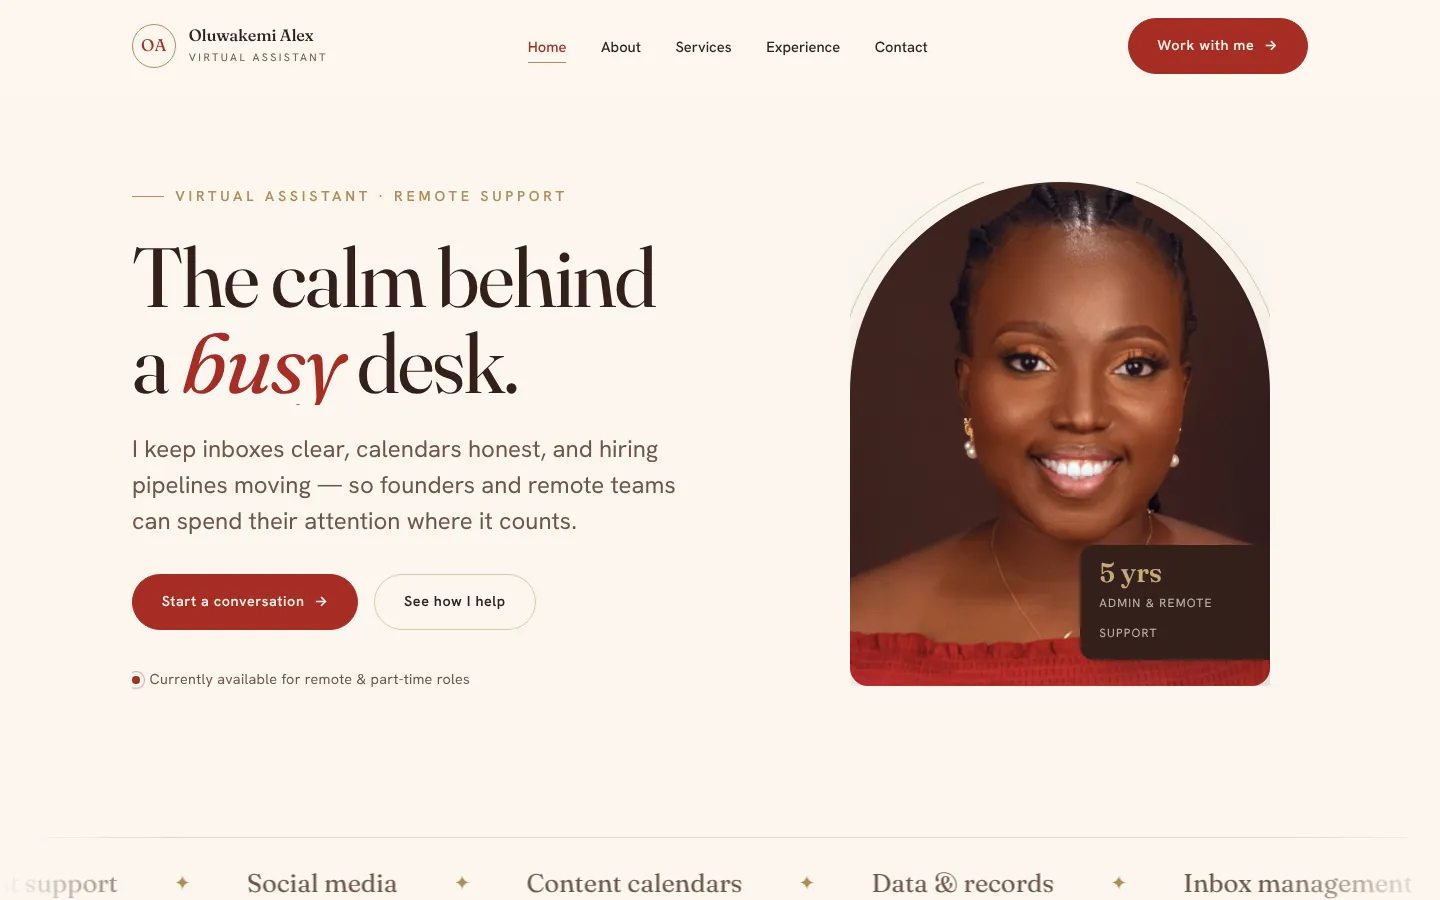 OA
Oluwakemi Alex
VIRTUAL ASSISTANT
Home
About
Services
Experience
Contact
Work with me →
VIRTUAL ASSISTANT · REMOTE SUPPORT
The calm behind
a busy desk.
I keep inboxes clear, calendars honest, and hiring
pipelines moving — so founders and remote teams
can spend their attention where it counts.
Start a conversation →
See how I help
Currently available for remote & part-time roles
5 yrs
ADMIN & REMOTE
SUPPORT
support ✦ Social media ✦ Content calendars ✦ Data & records ✦ Inbox management